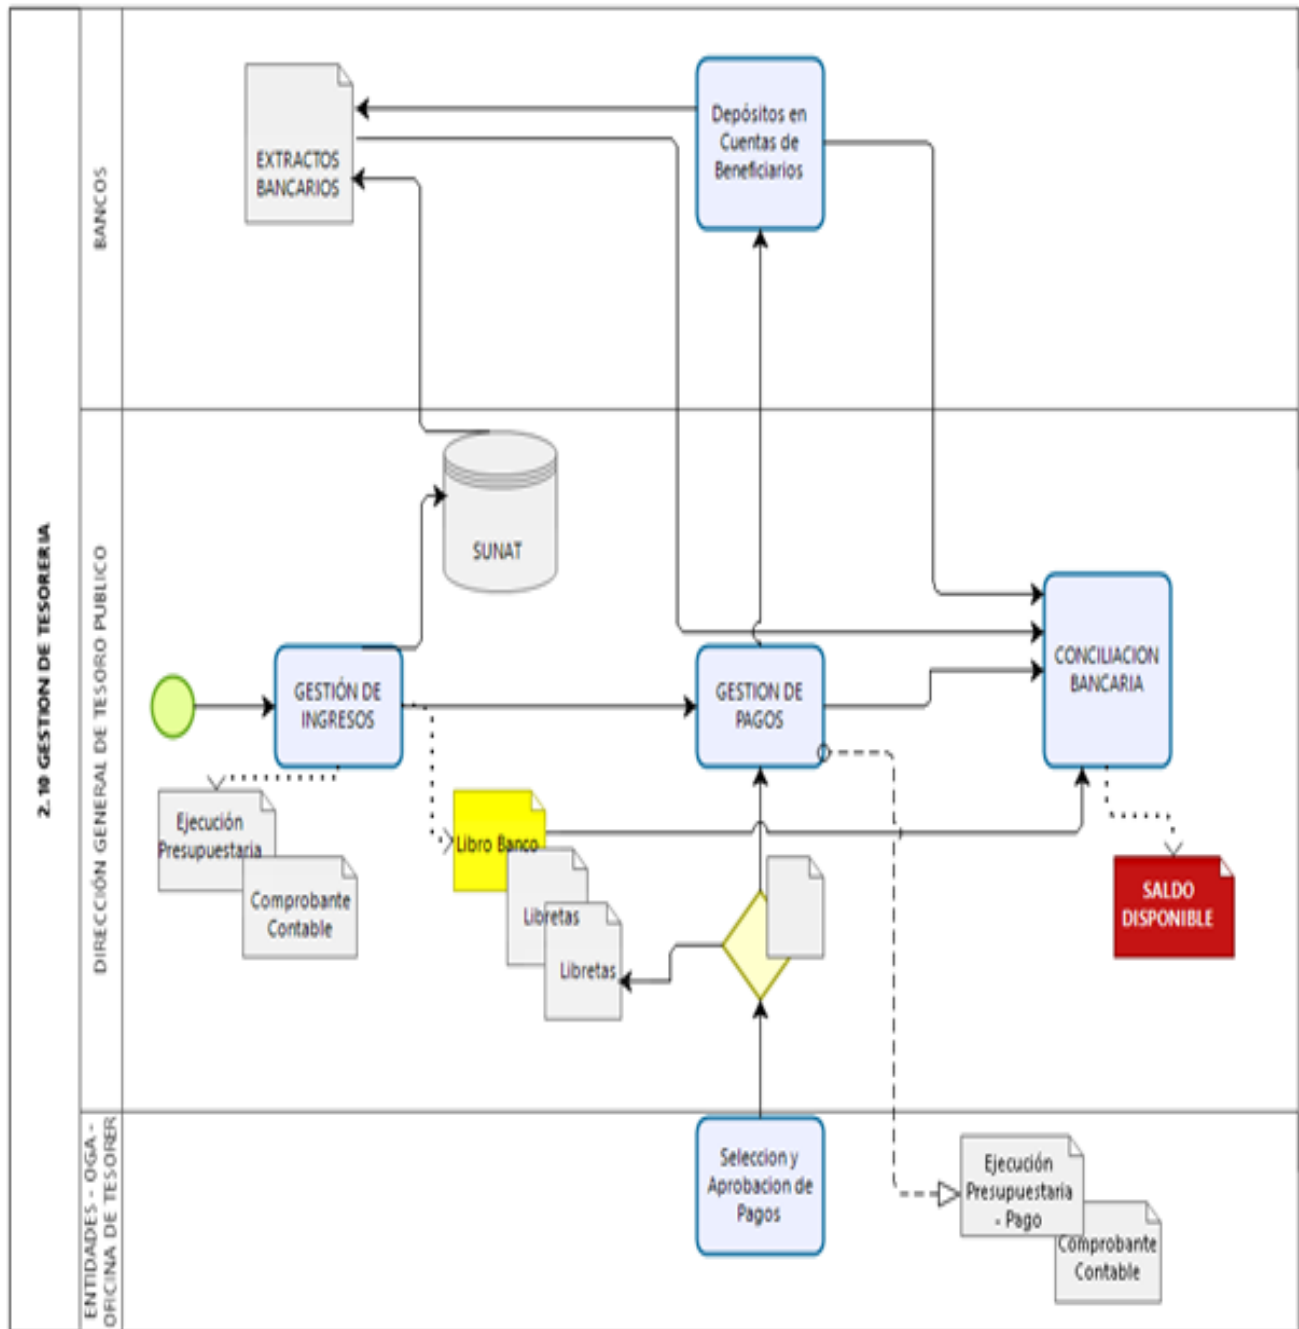 2.10 GESTION DE TESORERIA
BANCOS
EXTRACTOS
BANCARIOS
Depósitos en
Cuentas de
Beneficiarios
DIRECCIÓN GENERAL DE TESORO PUBLICO
SUNAT
GESTIÓN DE
INGRESOS
GESTION DE
PAGOS
CONCILIACION
BANCARIA
Ejecución
Presupuestaria
Comprobante
Contable
Libro Banco
Libretas
Libretas
SALDO
DISPONIBLE
ENTIDADES - OGA -
OFICINA DE TESORER
Seleccion y
Aprobacion de
Pagos
Ejecución
Presupuestaria
- Pago
Comprobante
Contable